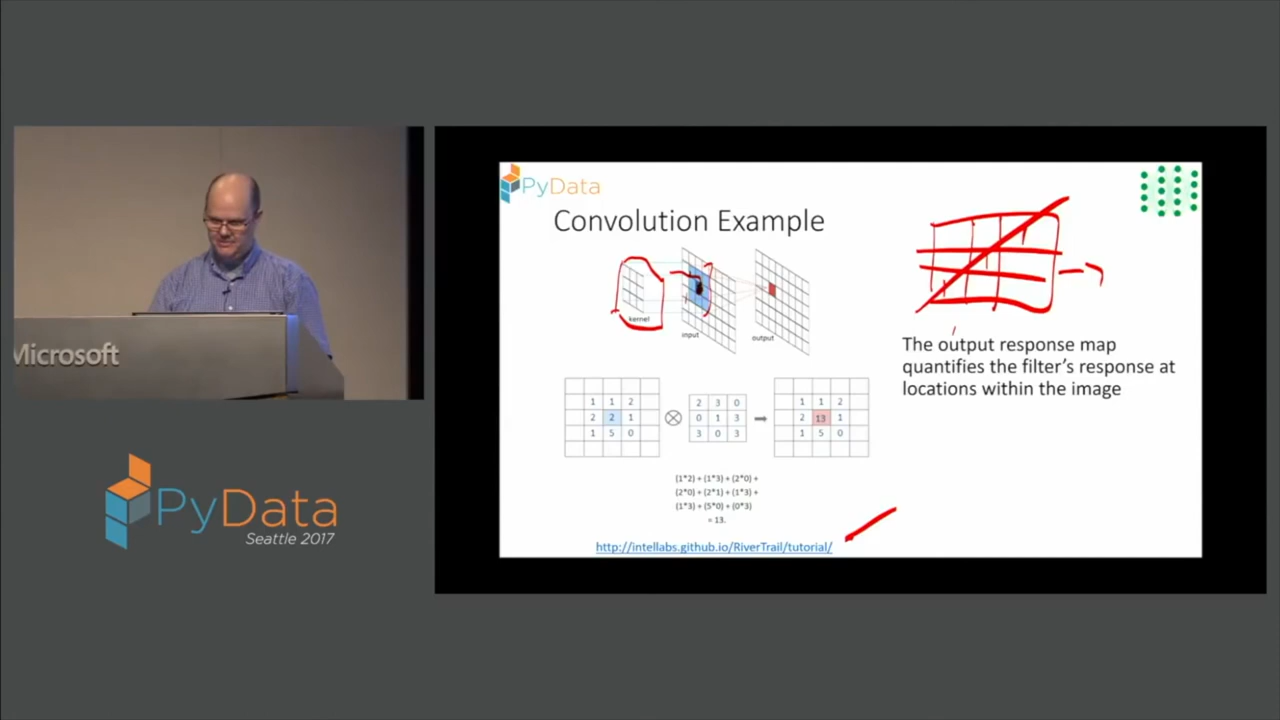 Microsoft
PyData
Seattle 2017
PyData
Convolution Example
kernel
input
output
The output response map
quantifies the filter's response at
locations within the image
1 1 2
2 2 1
1 5 0
2 3 0
0 1 3
3 0 3
1 1 2
2 13 1
1 5 0
(1*2) + (1*3) + (2*0) +
(2*0) + (2*1) + (1*3) +
(1*3) + (5*0) + (0*3)
= 13.
http://intellabs.github.io/RiverTrail/tutorial/